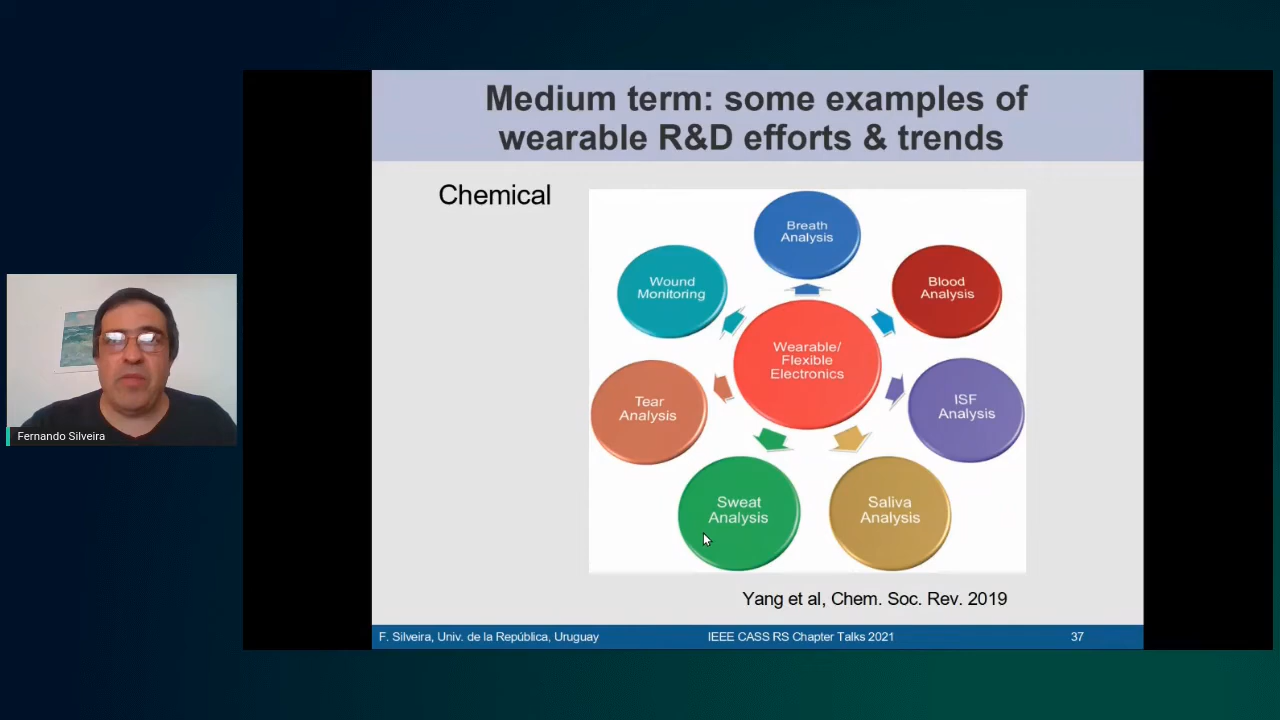 Medium term: some examples of
wearable R&D efforts & trends
Chemical
Breath
Analysis
Wound
Monitoring
Blood
Analysis
Wearable/
Flexible
Electronics
Tear
Analysis
ISF
Analysis
Sweat
Analysis
Saliva
Analysis
Yang et al, Chem. Soc. Rev. 2019
Fernando Silveira
F. Silveira, Univ. de la República, Uruguay
IEEE CASS RS Chapter Talks 2021
37